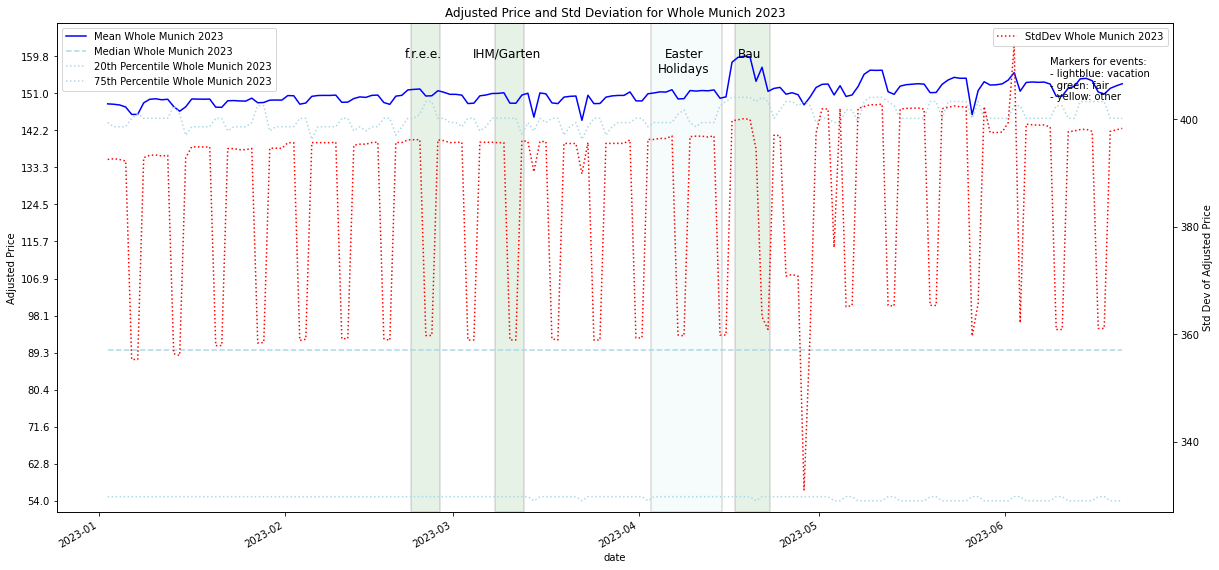 Adjusted Price and Std Deviation for Whole Munich 2023
Mean Whole Munich 2023
Median Whole Munich 2023
20th Percentile Whole Munich 2023
75th Percentile Whole Munich 2023
StdDev Whole Munich 2023
f.r.e.e.
IHM/Garten
Easter
Holidays
Bau
Markers for events:
- lightblue: vacation
- green: fair
- yellow: other
Adjusted Price
159.8
151.0
142.2
133.3
124.5
115.7
106.9
98.1
89.3
80.4
71.6
62.8
54.0
400
380
360
340
Std Dev of Adjusted Price
2023-01
2023-02
2023-03
2023-04
2023-05
2023-06
date